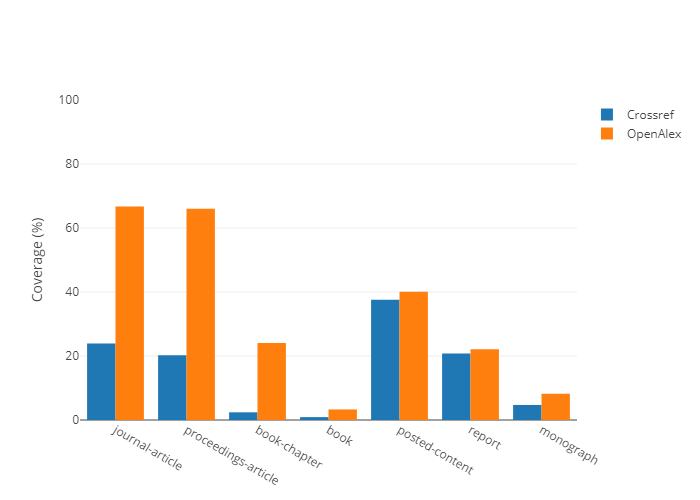 100
80
60
40
20
0
Coverage (%)
journal-article
proceedings-article
book-chapter
book
posted-content
report
monograph
Crossref
OpenAlex